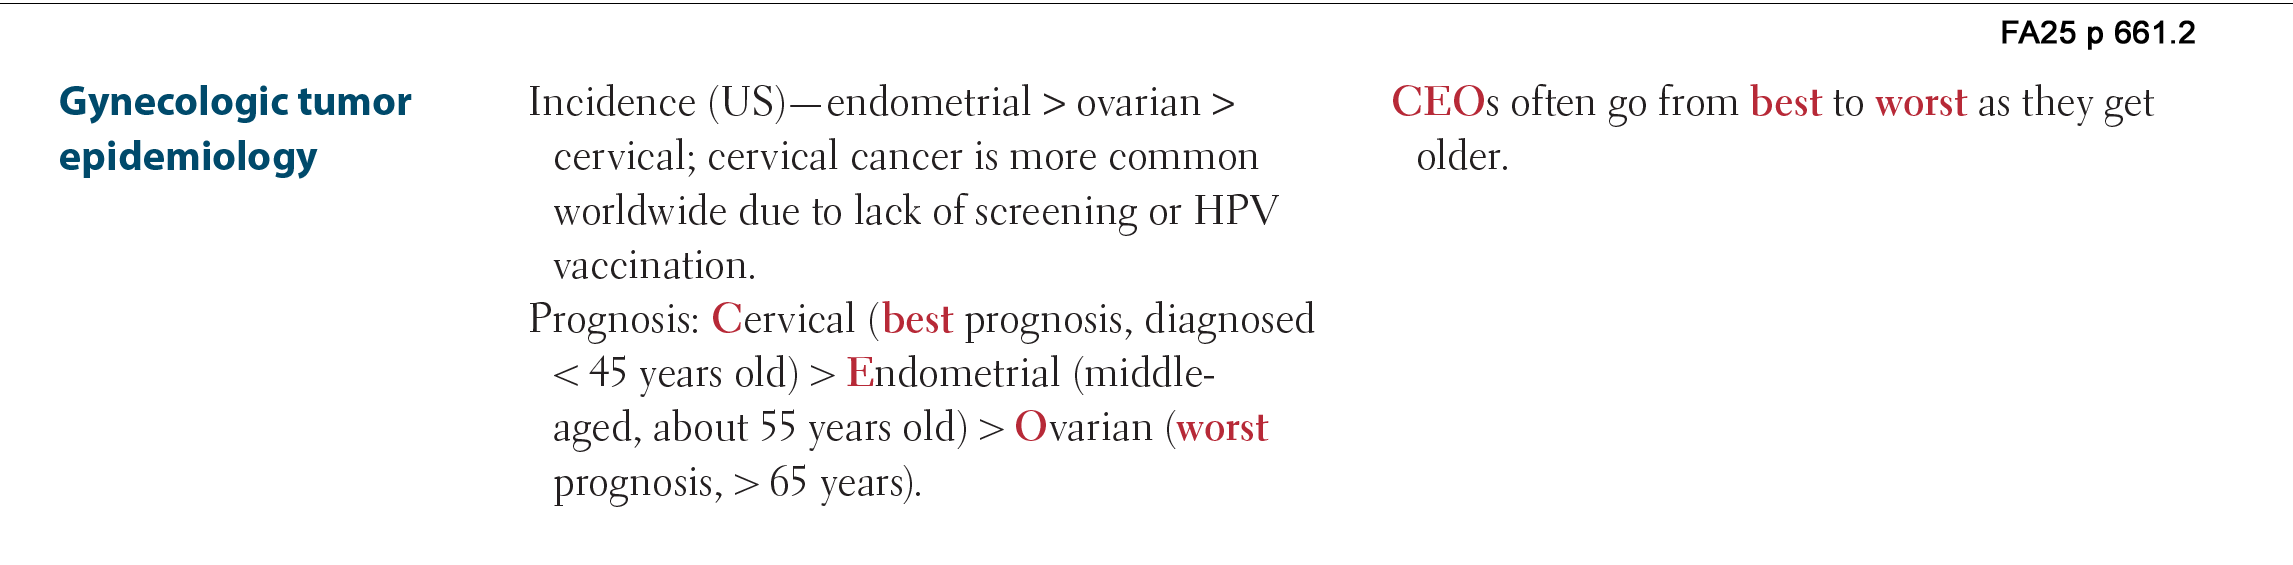 FA25 p 661.2
Gynecologic tumor
epidemiology
Incidence (US)—endometrial > ovarian >
cervical; cervical cancer is more common
worldwide due to lack of screening or HPV
vaccination.
Prognosis: Cervical (best prognosis, diagnosed
< 45 years old) > Endometrial (middle-
aged, about 55 years old) > Ovarian (worst
prognosis, > 65 years).
CEOs often go from best to worst as they get
older.